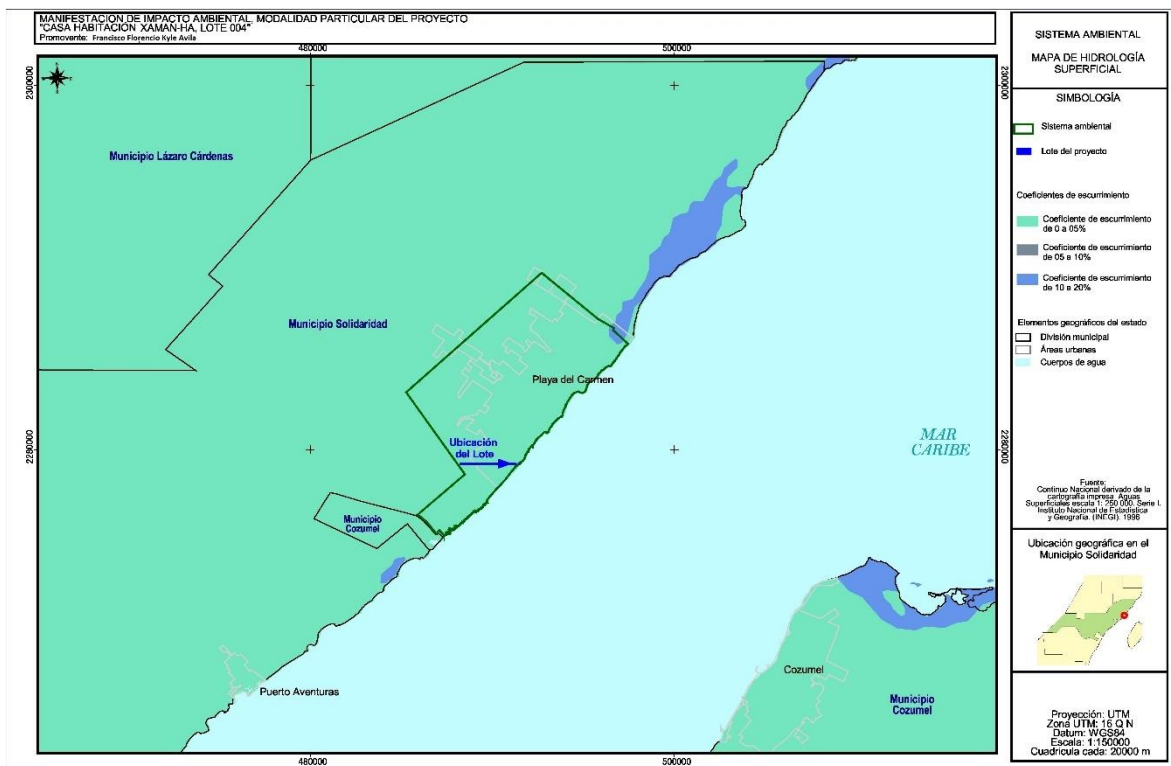 MANIFESTACION DE IMPACTO AMBIENTAL, MODALIDAD PARTICULAR DEL PROYECTO
"CASA HABITACION XAMAN-HA, LOTE 004"
Promovente: Francisco Florencio Kyle Avila
480000
500000
2300000
2300000
Municipio Lázaro Cárdenas
Municipio Solidaridad
Playa del Carmen
Ubicación
del Lote
2280000
2280000
MAR
CARIBE
Municipio
Cozumel
Puerto Aventuras
Cozumel
Municipio
Cozumel
480000
500000
SISTEMA AMBIENTAL
MAPA DE HIDROLOGÍA
SUPERFICIAL
SIMBOLOGÍA
Sistema ambiental
Lote del proyecto
Coeficientes de escurrimiento
Coeficiente de escurrimiento
de 0 a 05%
Coeficiente de escurrimiento
de 05 a 10%
Coeficiente de escurrimiento
de 10 a 20%
Elementos geográficos del estado
División municipal
Áreas urbanas
Cuerpos de agua
Fuente:
Continuo Nacional derivado de la
cartografía impresa. Aguas
Superficiales escala 1: 250 000. Serie I.
Instituto Nacional de Estadística
y Geografía. (INEGI). 1996
Ubicación geográfica en el
Municipio Solidaridad
Proyección: UTM
Zona UTM: 16 Q N
Datum: WGS84
Escala: 1:150000
Cuadrícula cada: 20000 m